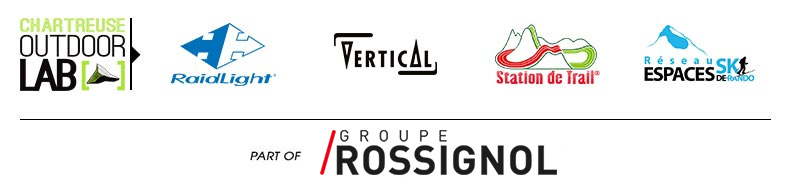 CHARTREUSE
OUTDOOR
LAB
RaidLight®
VERTICAL
Station de Trail®
Réseau
ESPACES SKI
DE RANDO
PART OF
GROUPE
ROSSIGNOL